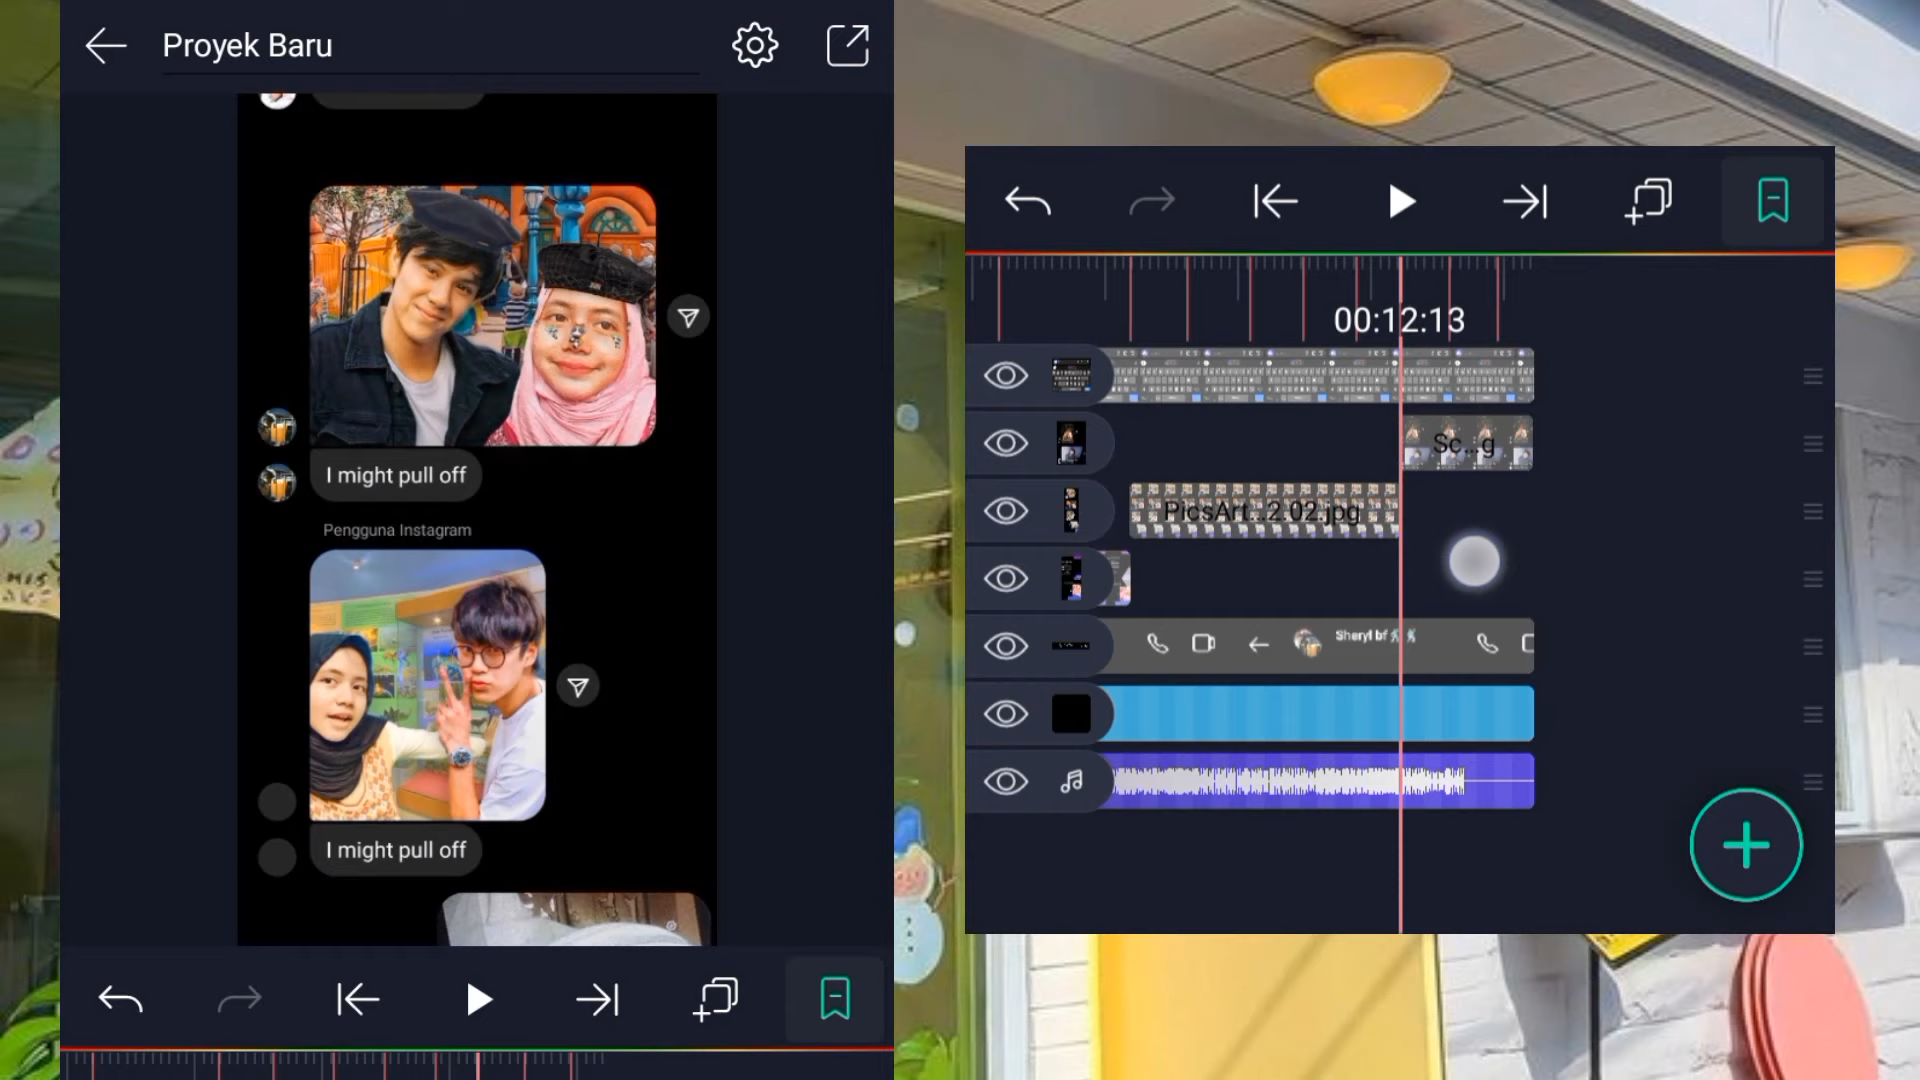 Proyek Baru
I might pull off
Pengguna Instagram
I might pull off
00:12:13
Sc...g
PicsArt...2.02.jpg
Sheryl bf